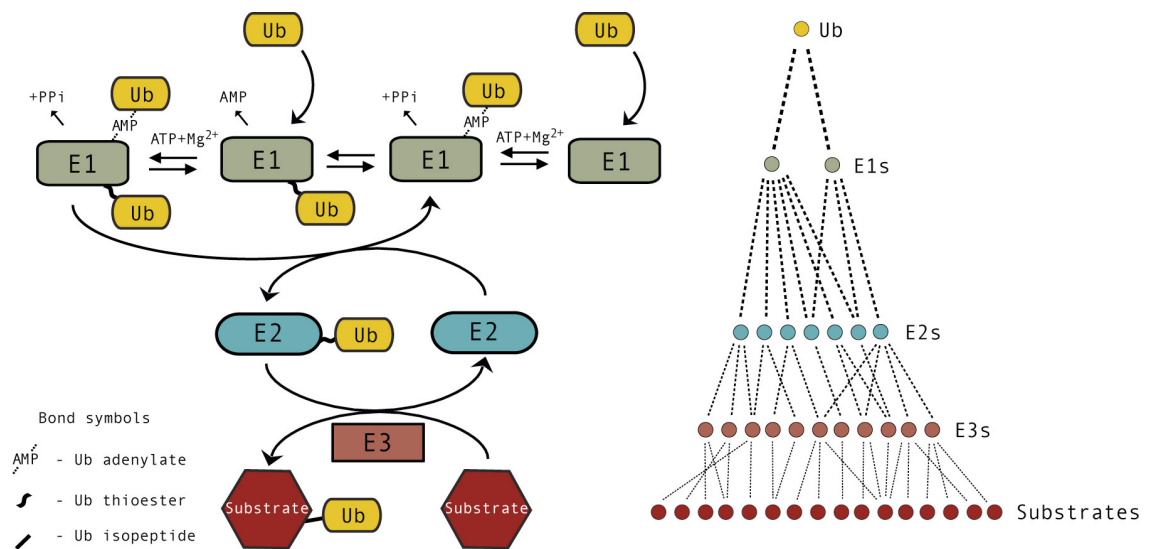 Ub
Ub
Ub
+PPi
Ub
AMP
AMP
+PPi
Ub
AMP
E1s
ATP+Mg2+
ATP+Mg2+
E1
E1
E1
E1
Ub
Ub
E2
Ub
E2
E2s
Bond symbols
E3
E3s
AMP - Ub adenylate
- Ub thioester
- Ub isopeptide
Substrate
Ub
Substrate
Substrates